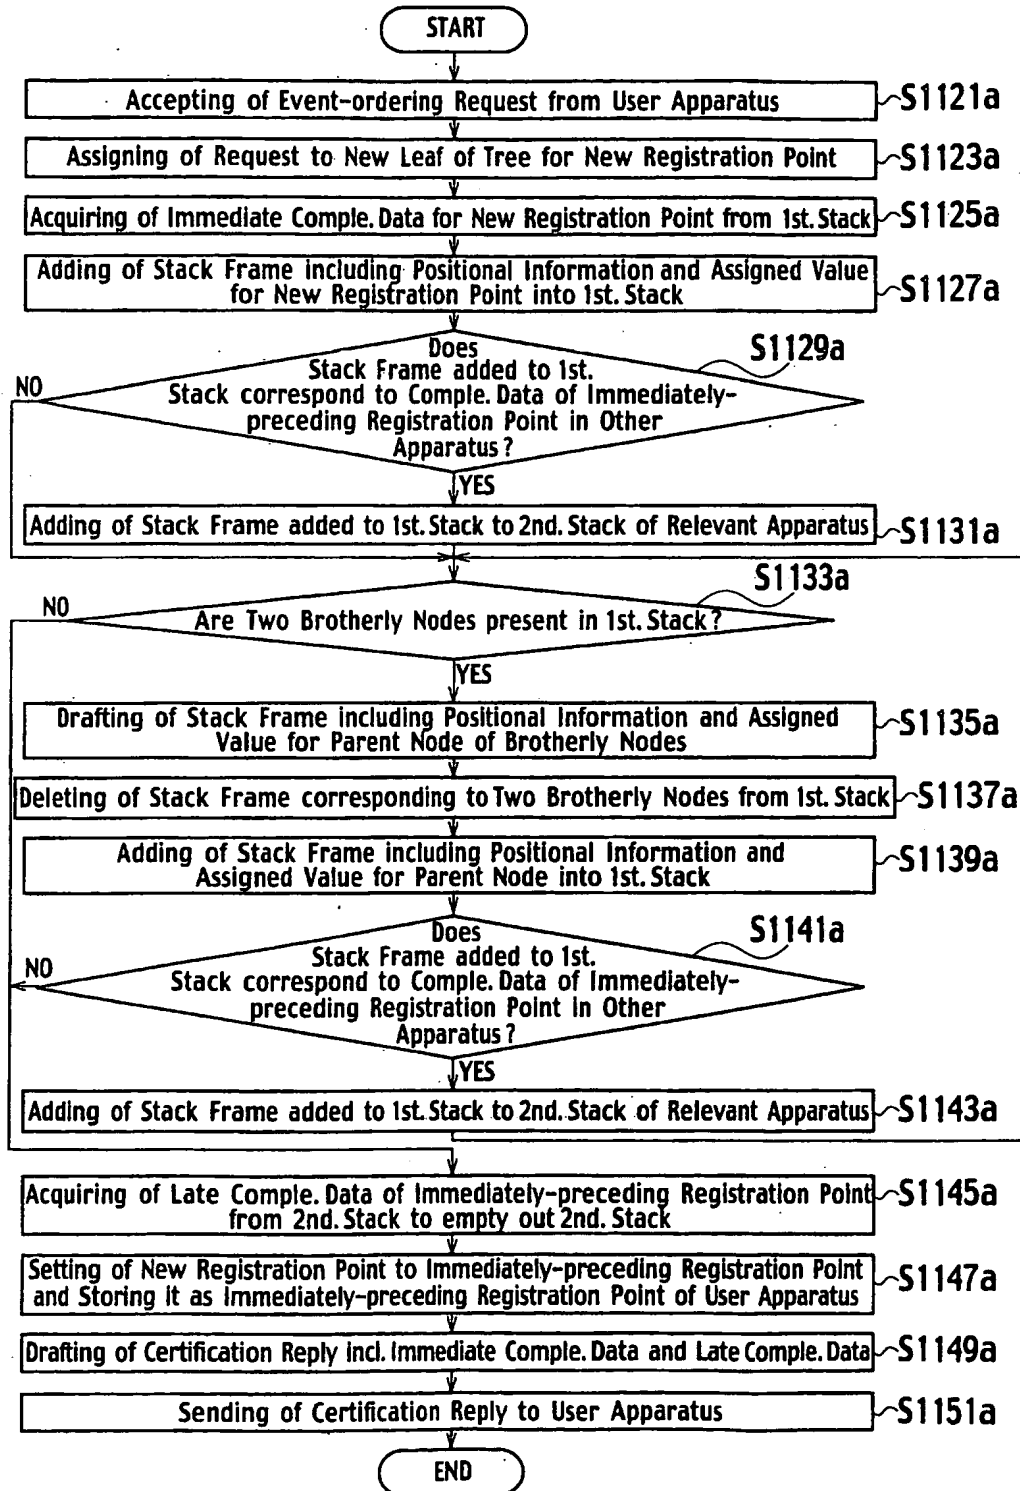 START
Accepting of Event-ordering Request from User Apparatus
S1121a
Assigning of Request to New Leaf of Tree for New Registration Point
S1123a
Acquiring of Immediate Comple. Data for New Registration Point from 1st. Stack
S1125a
Adding of Stack Frame including Positional Information and Assigned Value
for New Registration Point into 1st. Stack
S1127a
S1129a
Does
Stack Frame added to 1st.
Stack correspond to Comple. Data of Immediately-
preceding Registration Point in Other
Apparatus ?
NO
YES
Adding of Stack Frame added to 1st. Stack to 2nd. Stack of Relevant Apparatus
S1131a
S1133a
NO
Are Two Brotherly Nodes present in 1st. Stack ?
YES
Drafting of Stack Frame including Positional Information and Assigned
Value for Parent Node of Brotherly Nodes
S1135a
Deleting of Stack Frame corresponding to Two Brotherly Nodes from 1st. Stack
S1137a
Adding of Stack Frame including Positional Information and
Assigned Value for Parent Node into 1st. Stack
S1139a
S1141a
Does
Stack Frame added to 1st.
Stack correspond to Comple. Data of Immediately-
preceding Registration Point in Other
Apparatus ?
NO
YES
Adding of Stack Frame added to 1st. Stack to 2nd. Stack of Relevant Apparatus
S1143a
Acquiring of Late Comple. Data of Immediately-preceding Registration Point
from 2nd. Stack to empty out 2nd. Stack
S1145a
Setting of New Registration Point to Immediately-preceding Registration Point
and Storing it as Immediately-preceding Registration Point of User Apparatus
S1147a
Drafting of Certification Reply incl. Immediate Comple. Data and Late Comple. Data
S1149a
Sending of Certification Reply to User Apparatus
S1151a
END